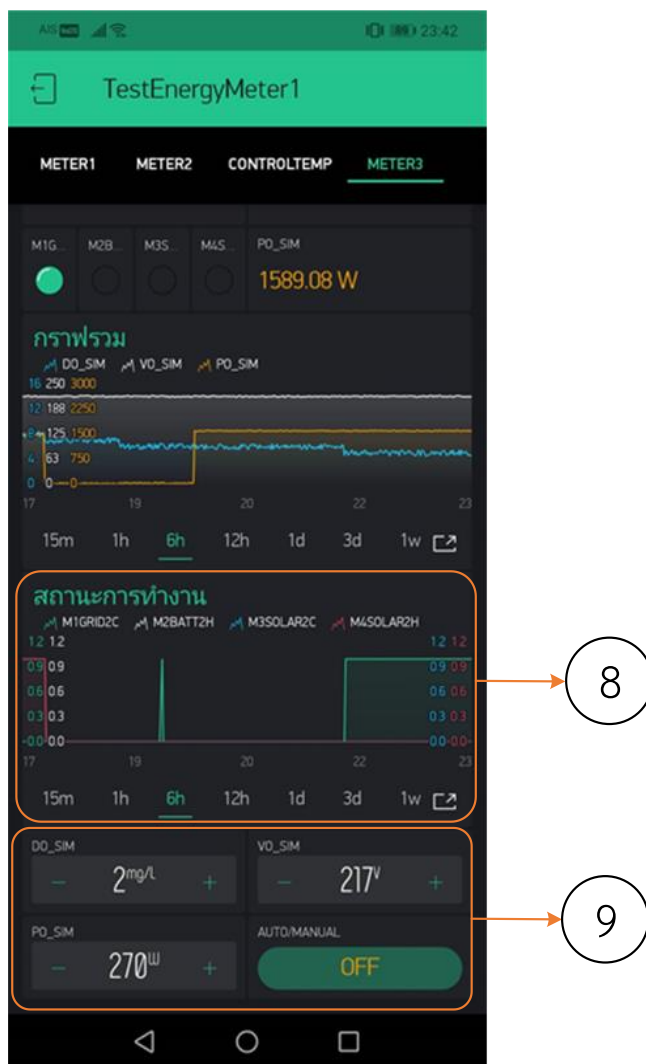 AIS VoLTE 23:42
TestEnergyMeter1
METER1 METER2 CONTROLTEMP METER3
M1G... M2B... M3S... M4S... PO_SIM
1589.08 W
กราฟรวม
DO_SIM VO_SIM PO_SIM
16 250 3000
12 188 2250
8 125 1500
4 63 750
0 0 0
17 19 20 22 23
15m 1h 6h 12h 1d 3d 1w
สถานะการทำงาน
M1GRID2C M2BATT2H M3SOLAR2C M4SOLAR2H
1.2 1.2 1.2 1.2
0.9 0.9 0.9 0.9
0.6 0.6 0.6 0.6
0.3 0.3 0.3 0.3
-0.0 0.0 0.0 -0.0
17 19 20 22 23
15m 1h 6h 12h 1d 3d 1w
8
DO_SIM VO_SIM
− 2mg/L + − 217V +
PO_SIM AUTO/MANUAL
− 270W + OFF
9